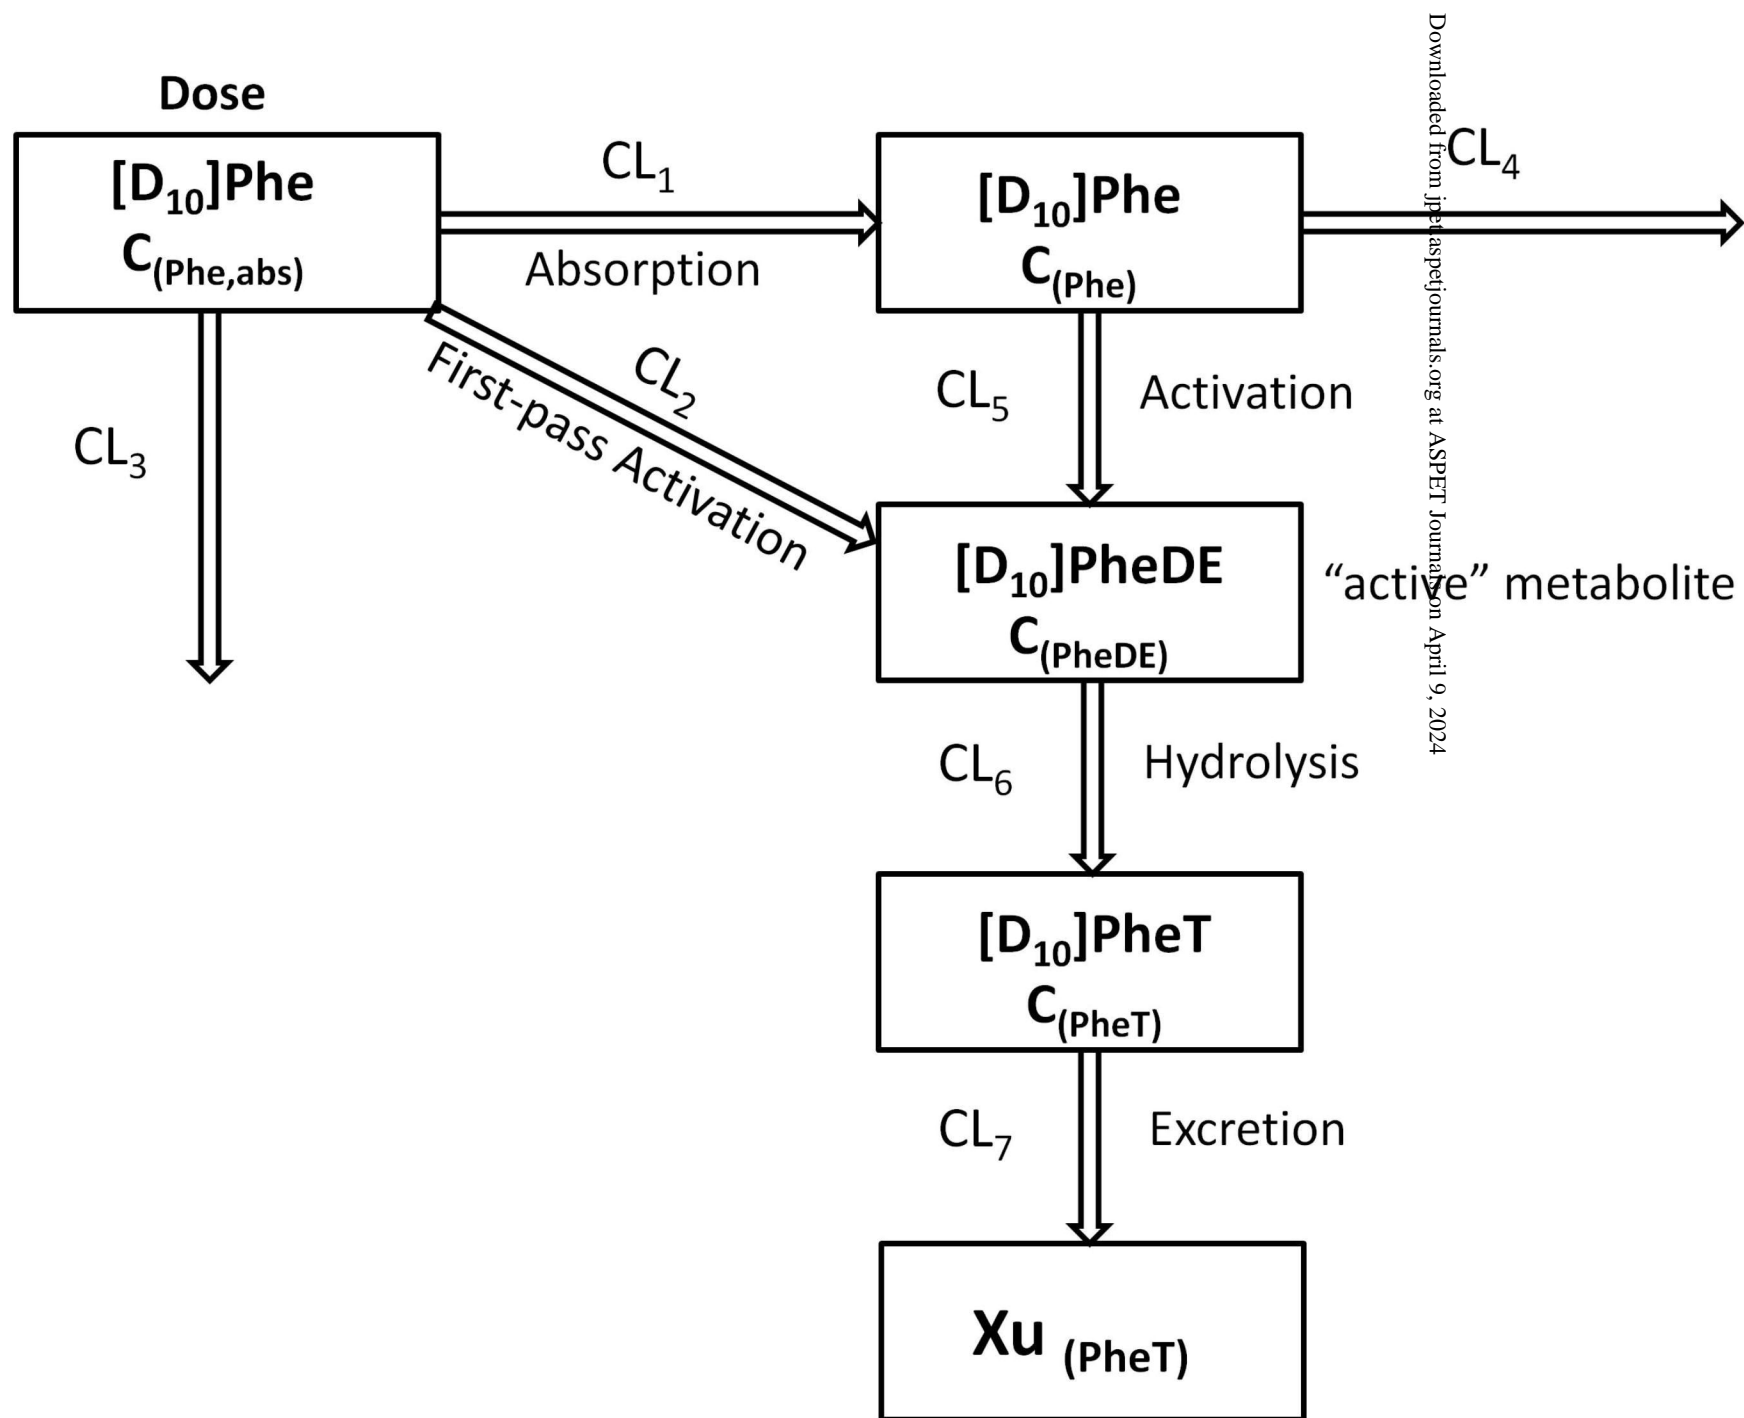 Dose
[D10]Phe
C(Phe,abs)
CL1
Absorption
[D10]Phe
C(Phe)
CL4
CL3
CL2
First-pass Activation
CL5
Activation
[D10]PheDE
C(PheDE)
“active” metabolite
CL6
Hydrolysis
[D10]PheT
C(PheT)
CL7
Excretion
Xu (PheT)
Downloaded from jpet.aspetjournals.org at ASPET Journals on April 9, 2024